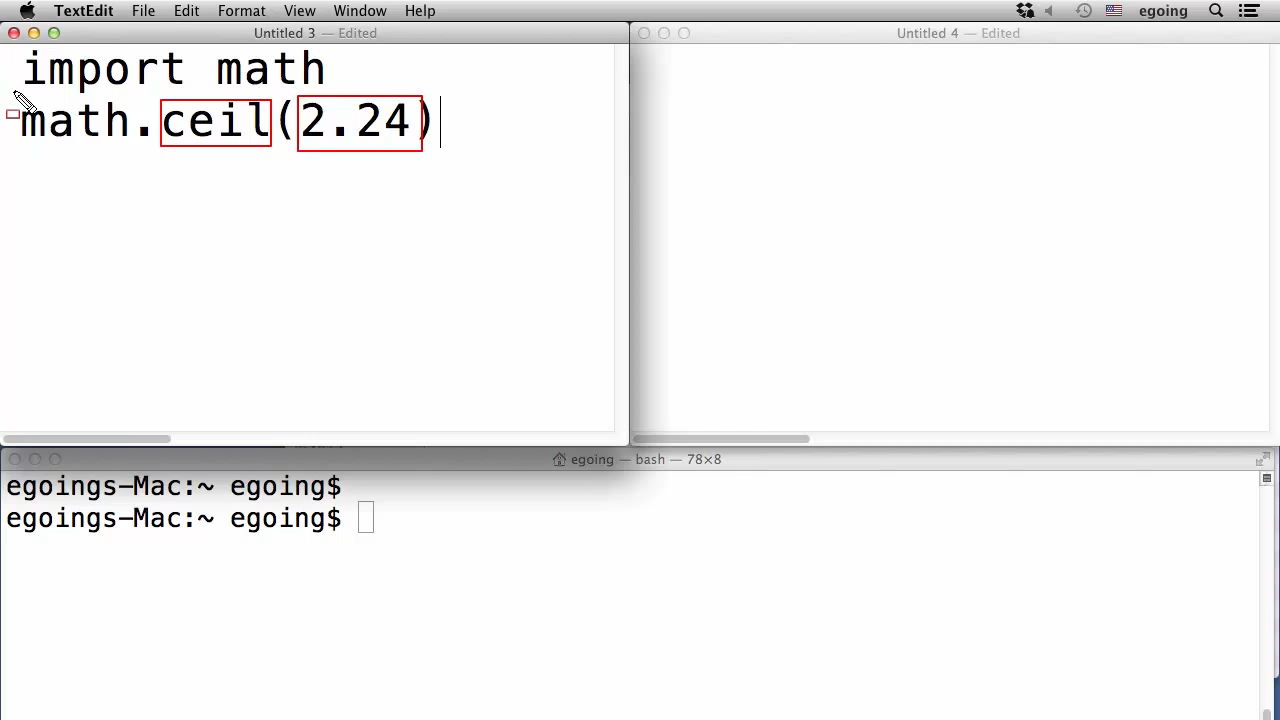 TextEdit File Edit Format View Window Help egoing
Untitled 3 — Edited
Untitled 4 — Edited
import math
math.ceil(2.24)
egoing — bash — 78×8
egoings-Mac:~ egoing$
egoings-Mac:~ egoing$